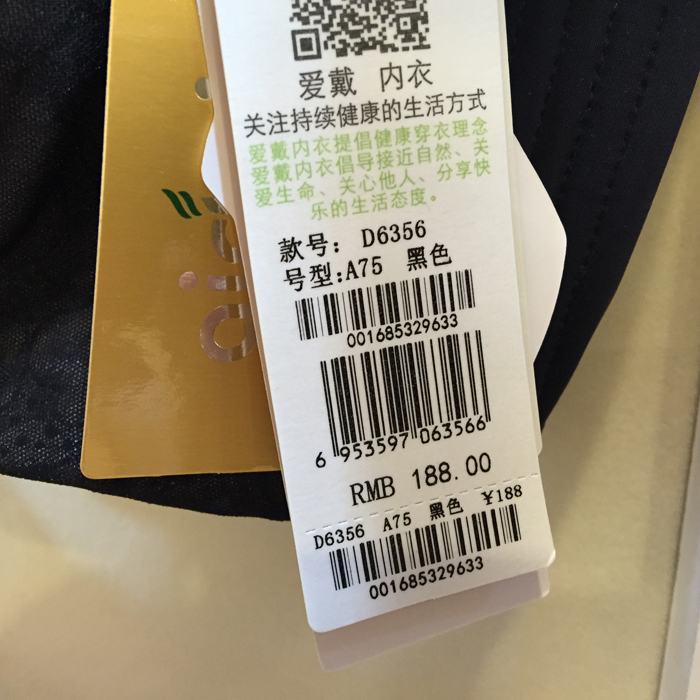 爱戴 内衣
关注持续健康的生活方式
爱戴内衣提倡健康穿衣理念
爱戴内衣倡导接近自然、关
爱生命、关心他人、分享快
乐的生活态度。
款号: D6356
号型:A75 黑色
001685329633
6 953597 063566
RMB 188.00
D6356 A75 黑色 ¥188
001685329633